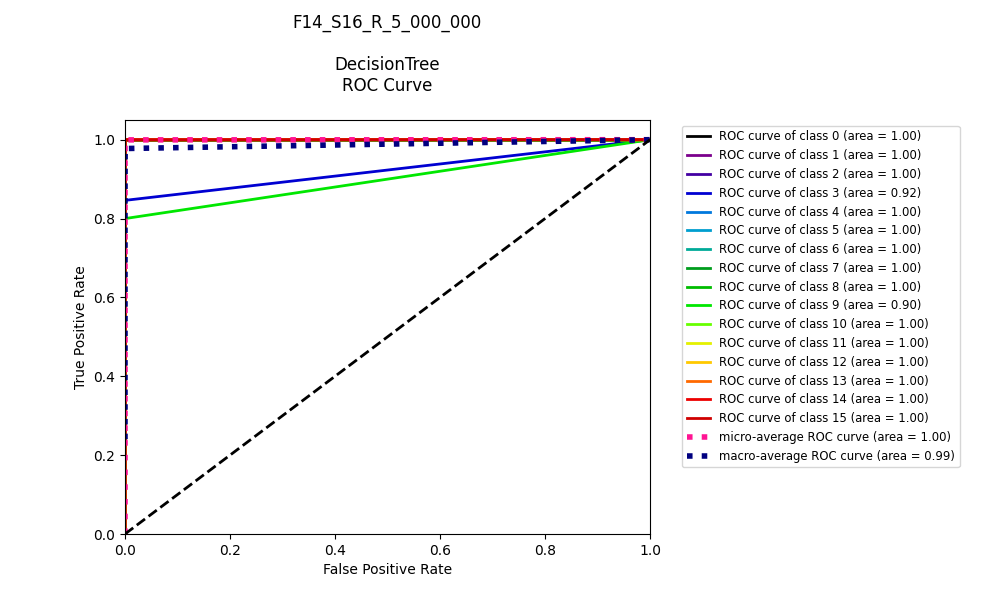 F14_S16_R_5_000_000
DecisionTree
ROC Curve
True Positive Rate
1.0
0.8
0.6
0.4
0.2
0.0
0.0 0.2 0.4 0.6 0.8 1.0
False Positive Rate
ROC curve of class 0 (area = 1.00)
ROC curve of class 1 (area = 1.00)
ROC curve of class 2 (area = 1.00)
ROC curve of class 3 (area = 0.92)
ROC curve of class 4 (area = 1.00)
ROC curve of class 5 (area = 1.00)
ROC curve of class 6 (area = 1.00)
ROC curve of class 7 (area = 1.00)
ROC curve of class 8 (area = 1.00)
ROC curve of class 9 (area = 0.90)
ROC curve of class 10 (area = 1.00)
ROC curve of class 11 (area = 1.00)
ROC curve of class 12 (area = 1.00)
ROC curve of class 13 (area = 1.00)
ROC curve of class 14 (area = 1.00)
ROC curve of class 15 (area = 1.00)
micro-average ROC curve (area = 1.00)
macro-average ROC curve (area = 0.99)